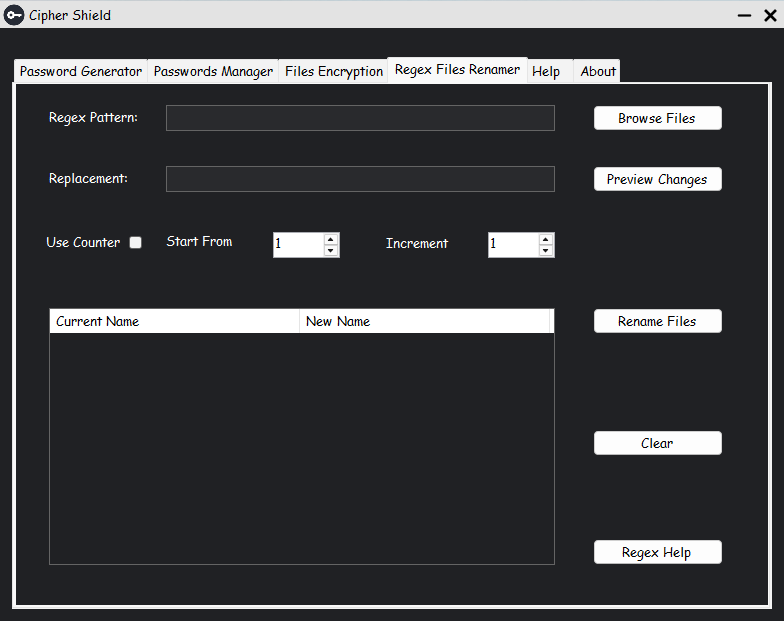 Cipher Shield
Password Generator Passwords Manager Files Encryption Regex Files Renamer Help About
Regex Pattern: Browse Files
Replacement: Preview Changes
Use Counter Start From 1 Increment 1
Current Name New Name Rename Files
Clear
Regex Help